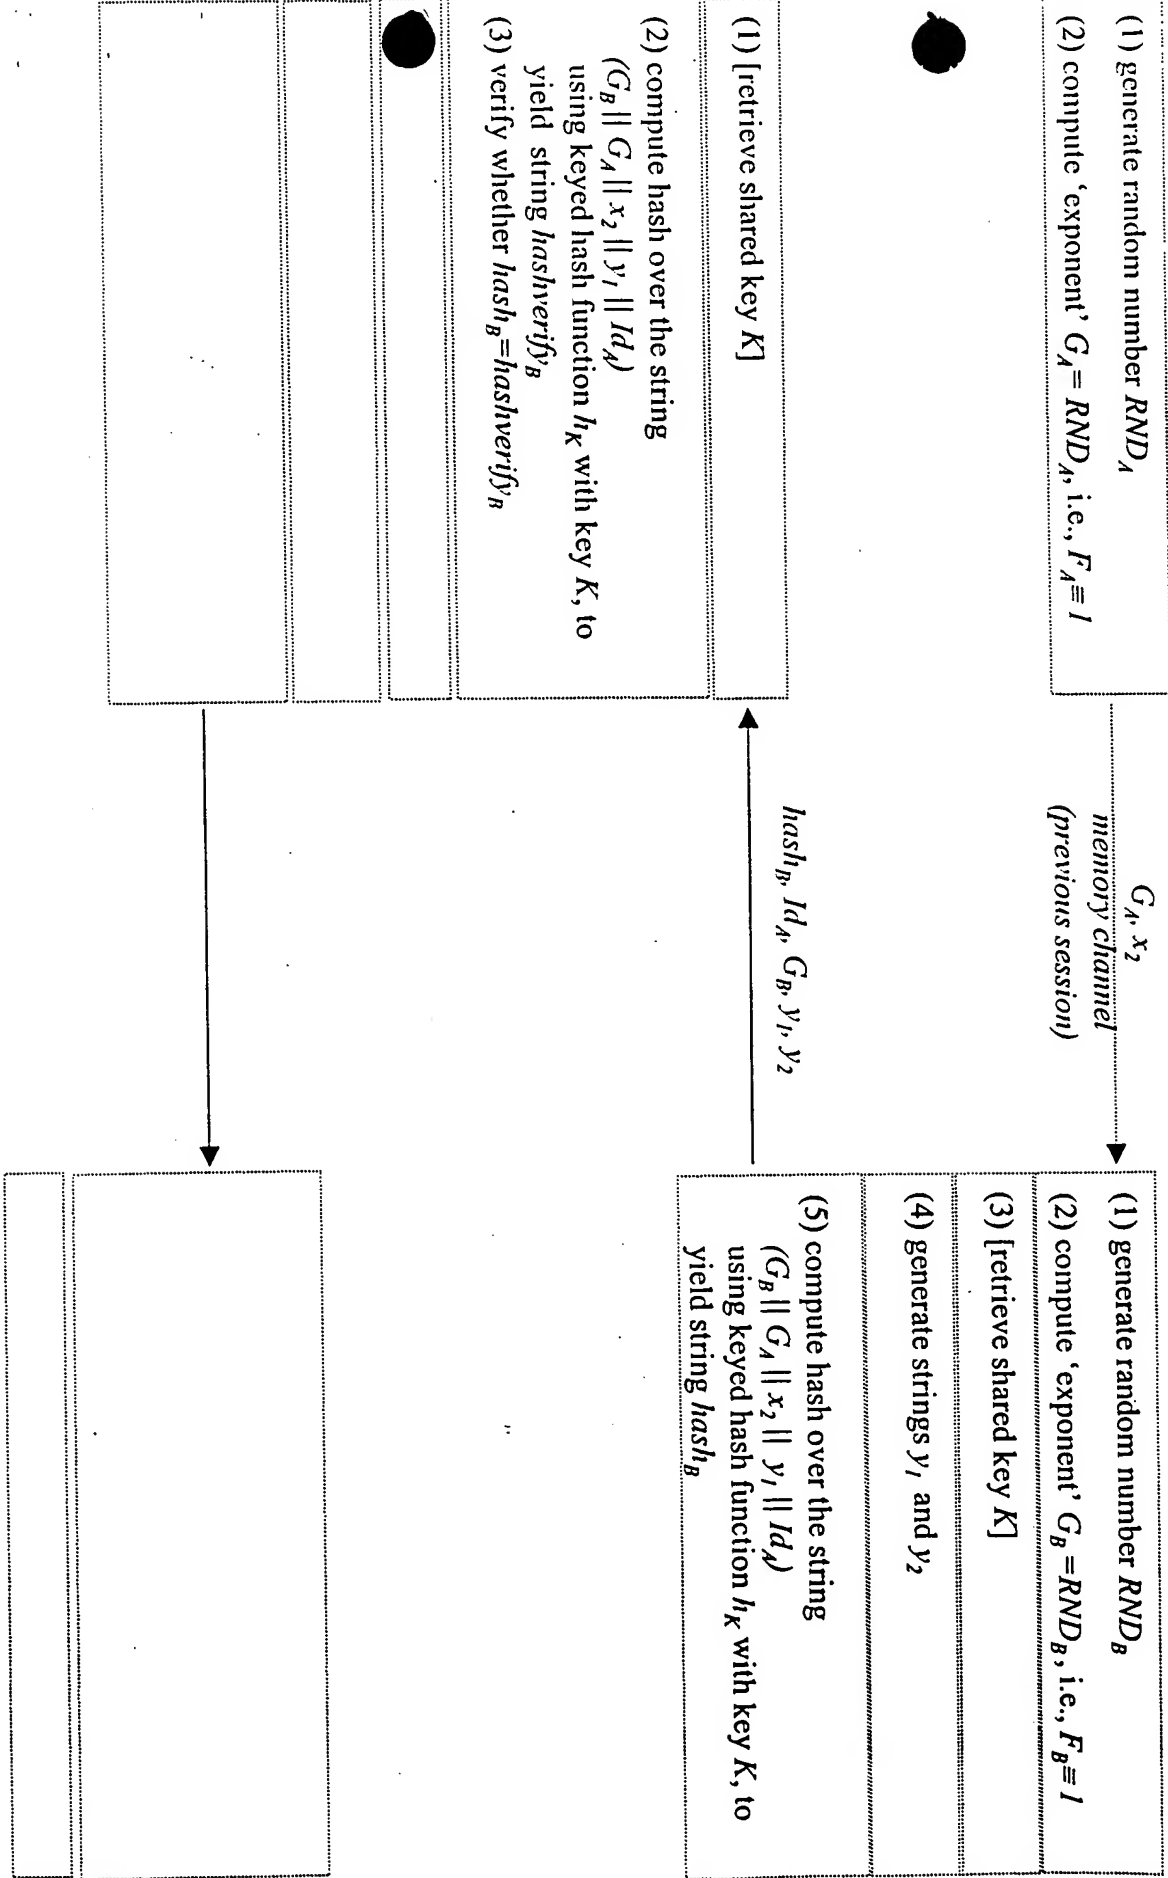 (1) generate random number RND_A
(2) compute ‘exponent’ G_A= RND_A, i.e., F_A≡ 1
G_A, x_2
memory channel
(previous session)
(1) generate random number RND_B
(2) compute ‘exponent’ G_B =RND_B, i.e., F_B≡ 1
(3) [retrieve shared key K]
(4) generate strings y_1 and y_2
(5) compute hash over the string
(G_B || G_A || x_2 || y_1 || Id_A)
using keyed hash function h_K with key K, to
yield string hash_B
hash_B, Id_A, G_B, y_1, y_2
(1) [retrieve shared key K]
(2) compute hash over the string
(G_B || G_A || x_2 || y_1 || Id_A)
using keyed hash function h_K with key K, to
yield string hashverify_B
(3) verify whether hash_B=hashverify_B